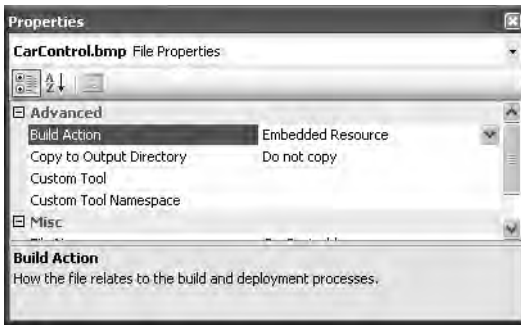 Properties
CarControl.bmp File Properties
Advanced
Build Action Embedded Resource
Copy to Output Directory Do not copy
Custom Tool
Custom Tool Namespace
Misc
Build Action
How the file relates to the build and deployment processes.